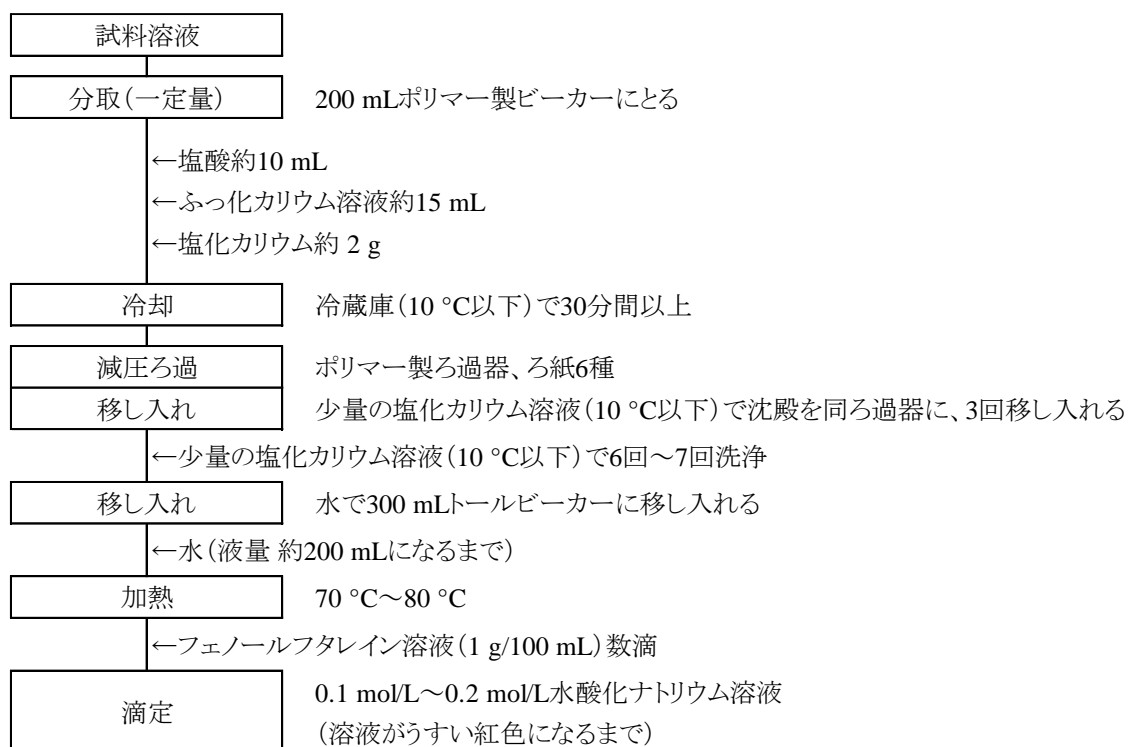 試料溶液
分取(一定量) 200 mLポリマー製ビーカーにとる
←塩酸約10 mL
←ふっ化カリウム溶液約15 mL
←塩化カリウム約 2 g
冷却 冷蔵庫(10 °C以下)で30分間以上
減圧ろ過 ポリマー製ろ過器、ろ紙6種
移し入れ 少量の塩化カリウム溶液(10 °C以下)で沈殿を同ろ過器に、3回移し入れる
←少量の塩化カリウム溶液(10 °C以下)で6回~7回洗浄
移し入れ 水で300 mLトールビーカーに移し入れる
←水(液量 約200 mLになるまで)
加熱 70 °C~80 °C
←フェノールフタレイン溶液(1 g/100 mL)数滴
滴定 0.1 mol/L~0.2 mol/L水酸化ナトリウム溶液
(溶液がうすい紅色になるまで)